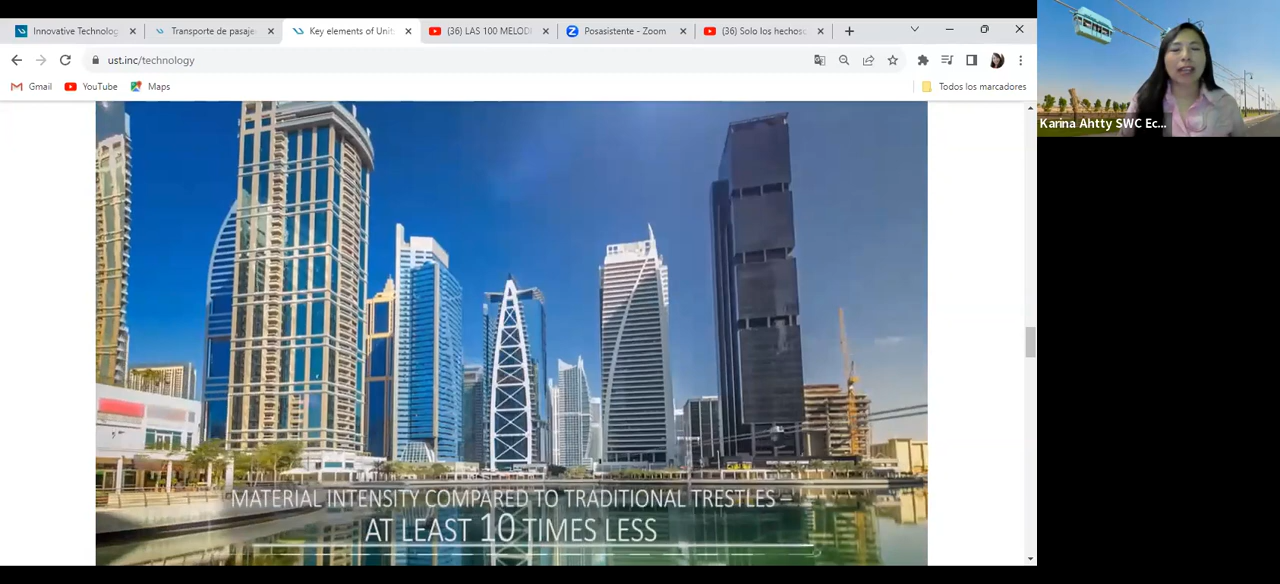 Innovative Technolog
Transporte de pasaje
Key elements of Unit
(36) LAS 100 MELOD
Posasistente - Zoom
(36) Solo los hechos
ust.inc/technology
Gmail
YouTube
Maps
Todos los marcadores
Karina Ahtty SWC Ec...
MATERIAL INTENSITY COMPARED TO TRADITIONAL TRESTLES –
AT LEAST 10 TIMES LESS